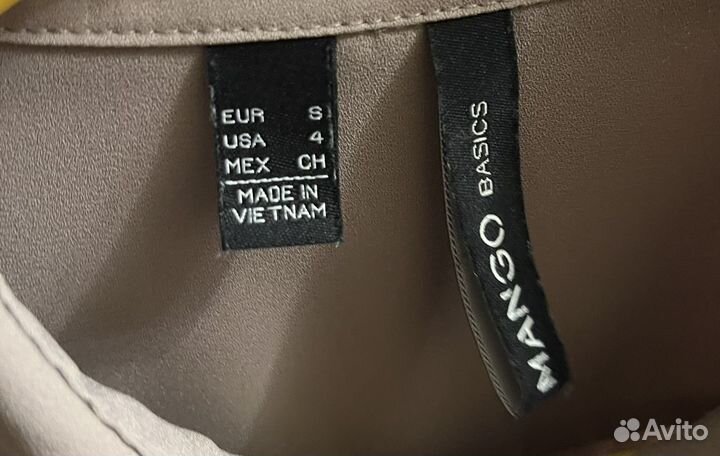 EUR S
USA 4
MEX CH
MADE IN
VIETNAM
MANGO BASICS
Avito